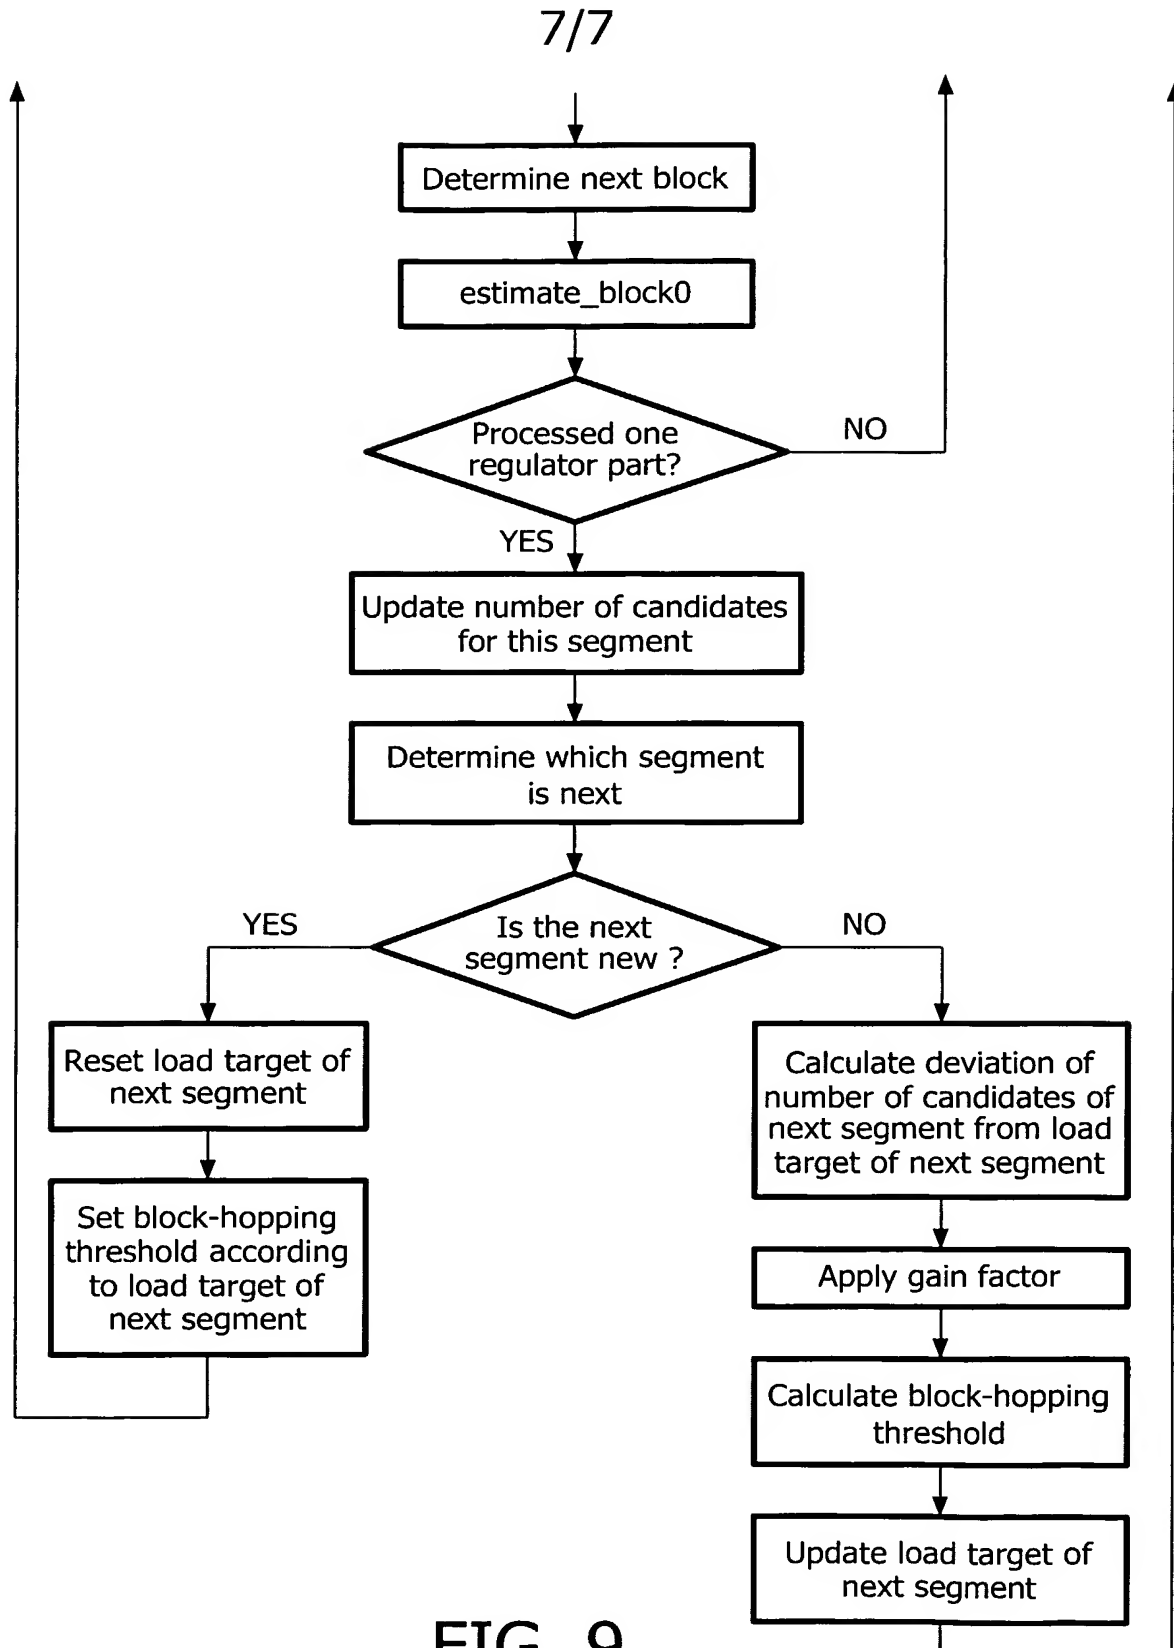 7/7
Determine next block
estimate_block0
Processed one
regulator part?
NO
YES
Update number of candidates
for this segment
Determine which segment
is next
Is the next
segment new ?
YES
NO
Reset load target of
next segment
Set block-hopping
threshold according
to load target of
next segment
Calculate deviation of
number of candidates of
next segment from load
target of next segment
Apply gain factor
Calculate block-hopping
threshold
Update load target of
next segment
FIG. 9